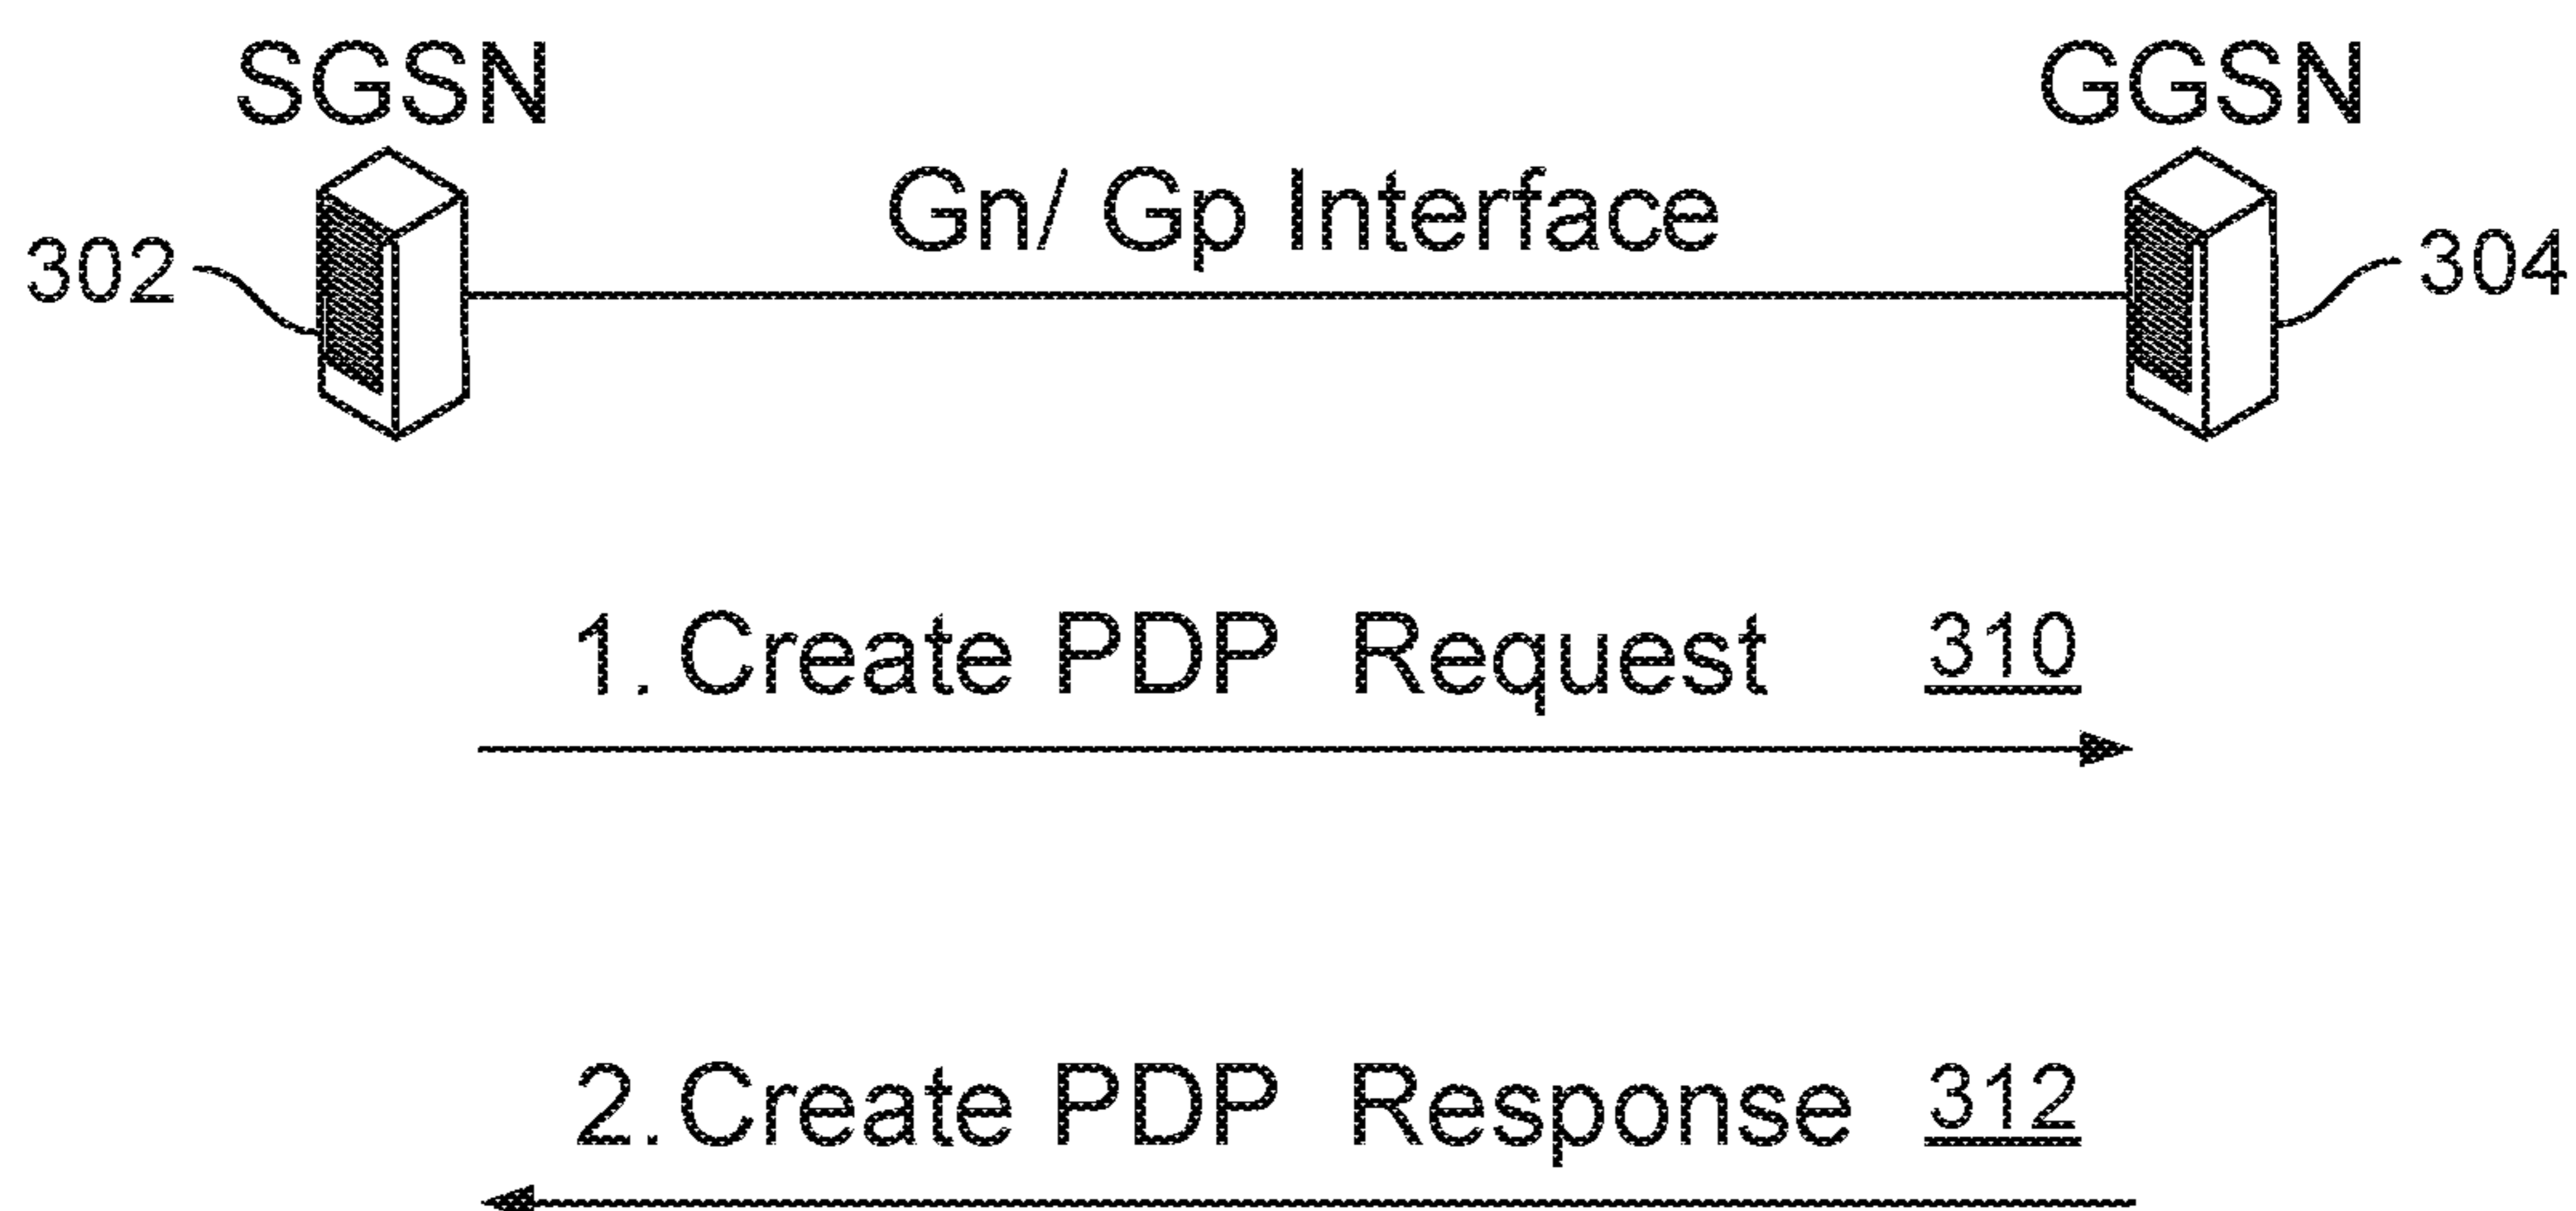 SGSN GGSN
Gn/ Gp Interface
302 304
1. Create PDP Request 310
2. Create PDP Response 312